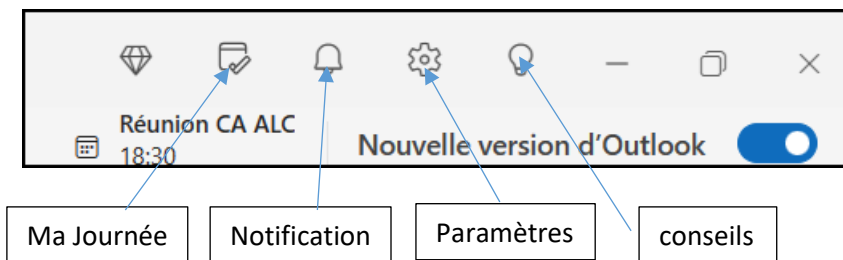 Réunion CA ALC
18:30
Nouvelle version d’Outlook
Ma Journée
Notification
Paramètres
conseils